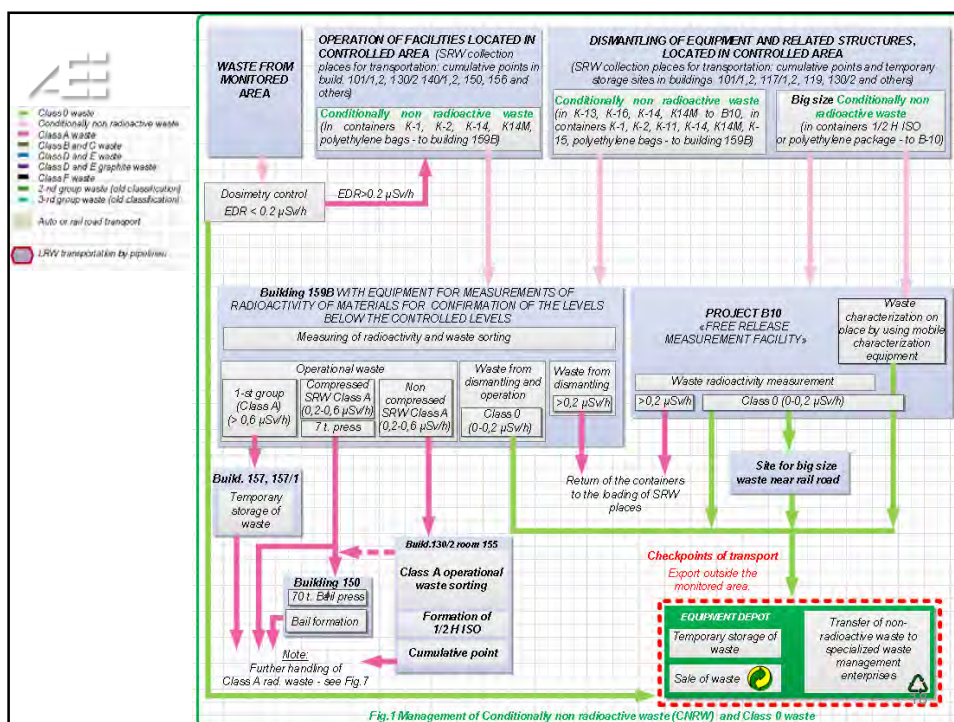 Class 0 waste
Conditionally non radioactive waste
Class A waste
Class B and C waste
Class D and E waste
Class D and E graphite waste
Class F waste
2-nd group waste (old classification)
3-rd group waste (old classification)
Auto or rail road transport
LRW transportation by pipelines
WASTE FROM
MONITORED
AREA
OPERATION OF FACILITIES LOCATED IN
CONTROLLED AREA (SRW collection
places for transportation: cumulative points in
build. 101/1,2, 130/2 140/1,2, 150, 156 and
others)
Conditionally non radioactive waste
(In containers K-1, K-2, K-14, K14M,
polyethylene bags - to building 159B)
DISMANTLING OF EQUIPMENT AND RELATED STRUCTURES,
LOCATED IN CONTROLLED AREA
(SRW collection places for transportation: cumulative points and temporary
storage sites in buildings 101/1,2, 117/1,2, 119, 130/2 and others)
Conditionally non radioactive waste
(in K-13, K-16, K-14, K14M to B10, in
containers K-1, K-2, K-11, K-14, K14M, K-
15, polyethylene bags - to building 159B)
Big size Conditionally non
radioactive waste
(in containers 1/2 H ISO
or polyethylene package - to B-10)
Dosimetry control
EDR < 0.2 µSv/h
EDR>0.2 µSv/h
Building 159B WITH EQUIPMENT FOR MEASUREMENTS OF
RADIOACTIVITY OF MATERIALS FOR CONFIRMATION OF THE LEVELS
BELOW THE CONTROLLED LEVELS
Measuring of radioactivity and waste sorting
Operational waste
1-st group
(Class A)
(> 0,6 µSv/h)
Compressed
SRW Class A
(0,2-0,6 µSv/h)
7 t. press
Non
compressed
SRW Class A
(0,2-0,6 µSv/h)
Waste from
dismantling and
operation
Class 0
(0-0,2 µSv/h)
Waste from
dismantling
>0,2 µSv/h
PROJECT B10
«FREE RELEASE
MEASUREMENT FACILITY»
Waste
characterization on
place by using mobile
characterization
equipment
Waste radioactivity measurement
>0,2 µSv/h
Class 0 (0-0,2 µSv/h)
Build. 157, 157/1
Temporary
storage of
waste
Return of the containers
to the loading of SRW
places
Site for big size
waste near rail road
Build.130/2 room 155
Class A operational
waste sorting
Formation of
1/2 H ISO
Cumulative point
Building 150
70 t. Bail press
Bail formation
Note:
Further handling of
Class A rad. waste - see Fig.7
Checkpoints of transport
Export outside the
monitored area.
EQUIPMENT DEPOT
Temporary storage of
waste
Sale of waste
Transfer of non-
radioactive waste to
specialized waste
management
enterprises
Fig.1 Management of Conditionally non radioactive waste (CNRW) and Class 0 waste